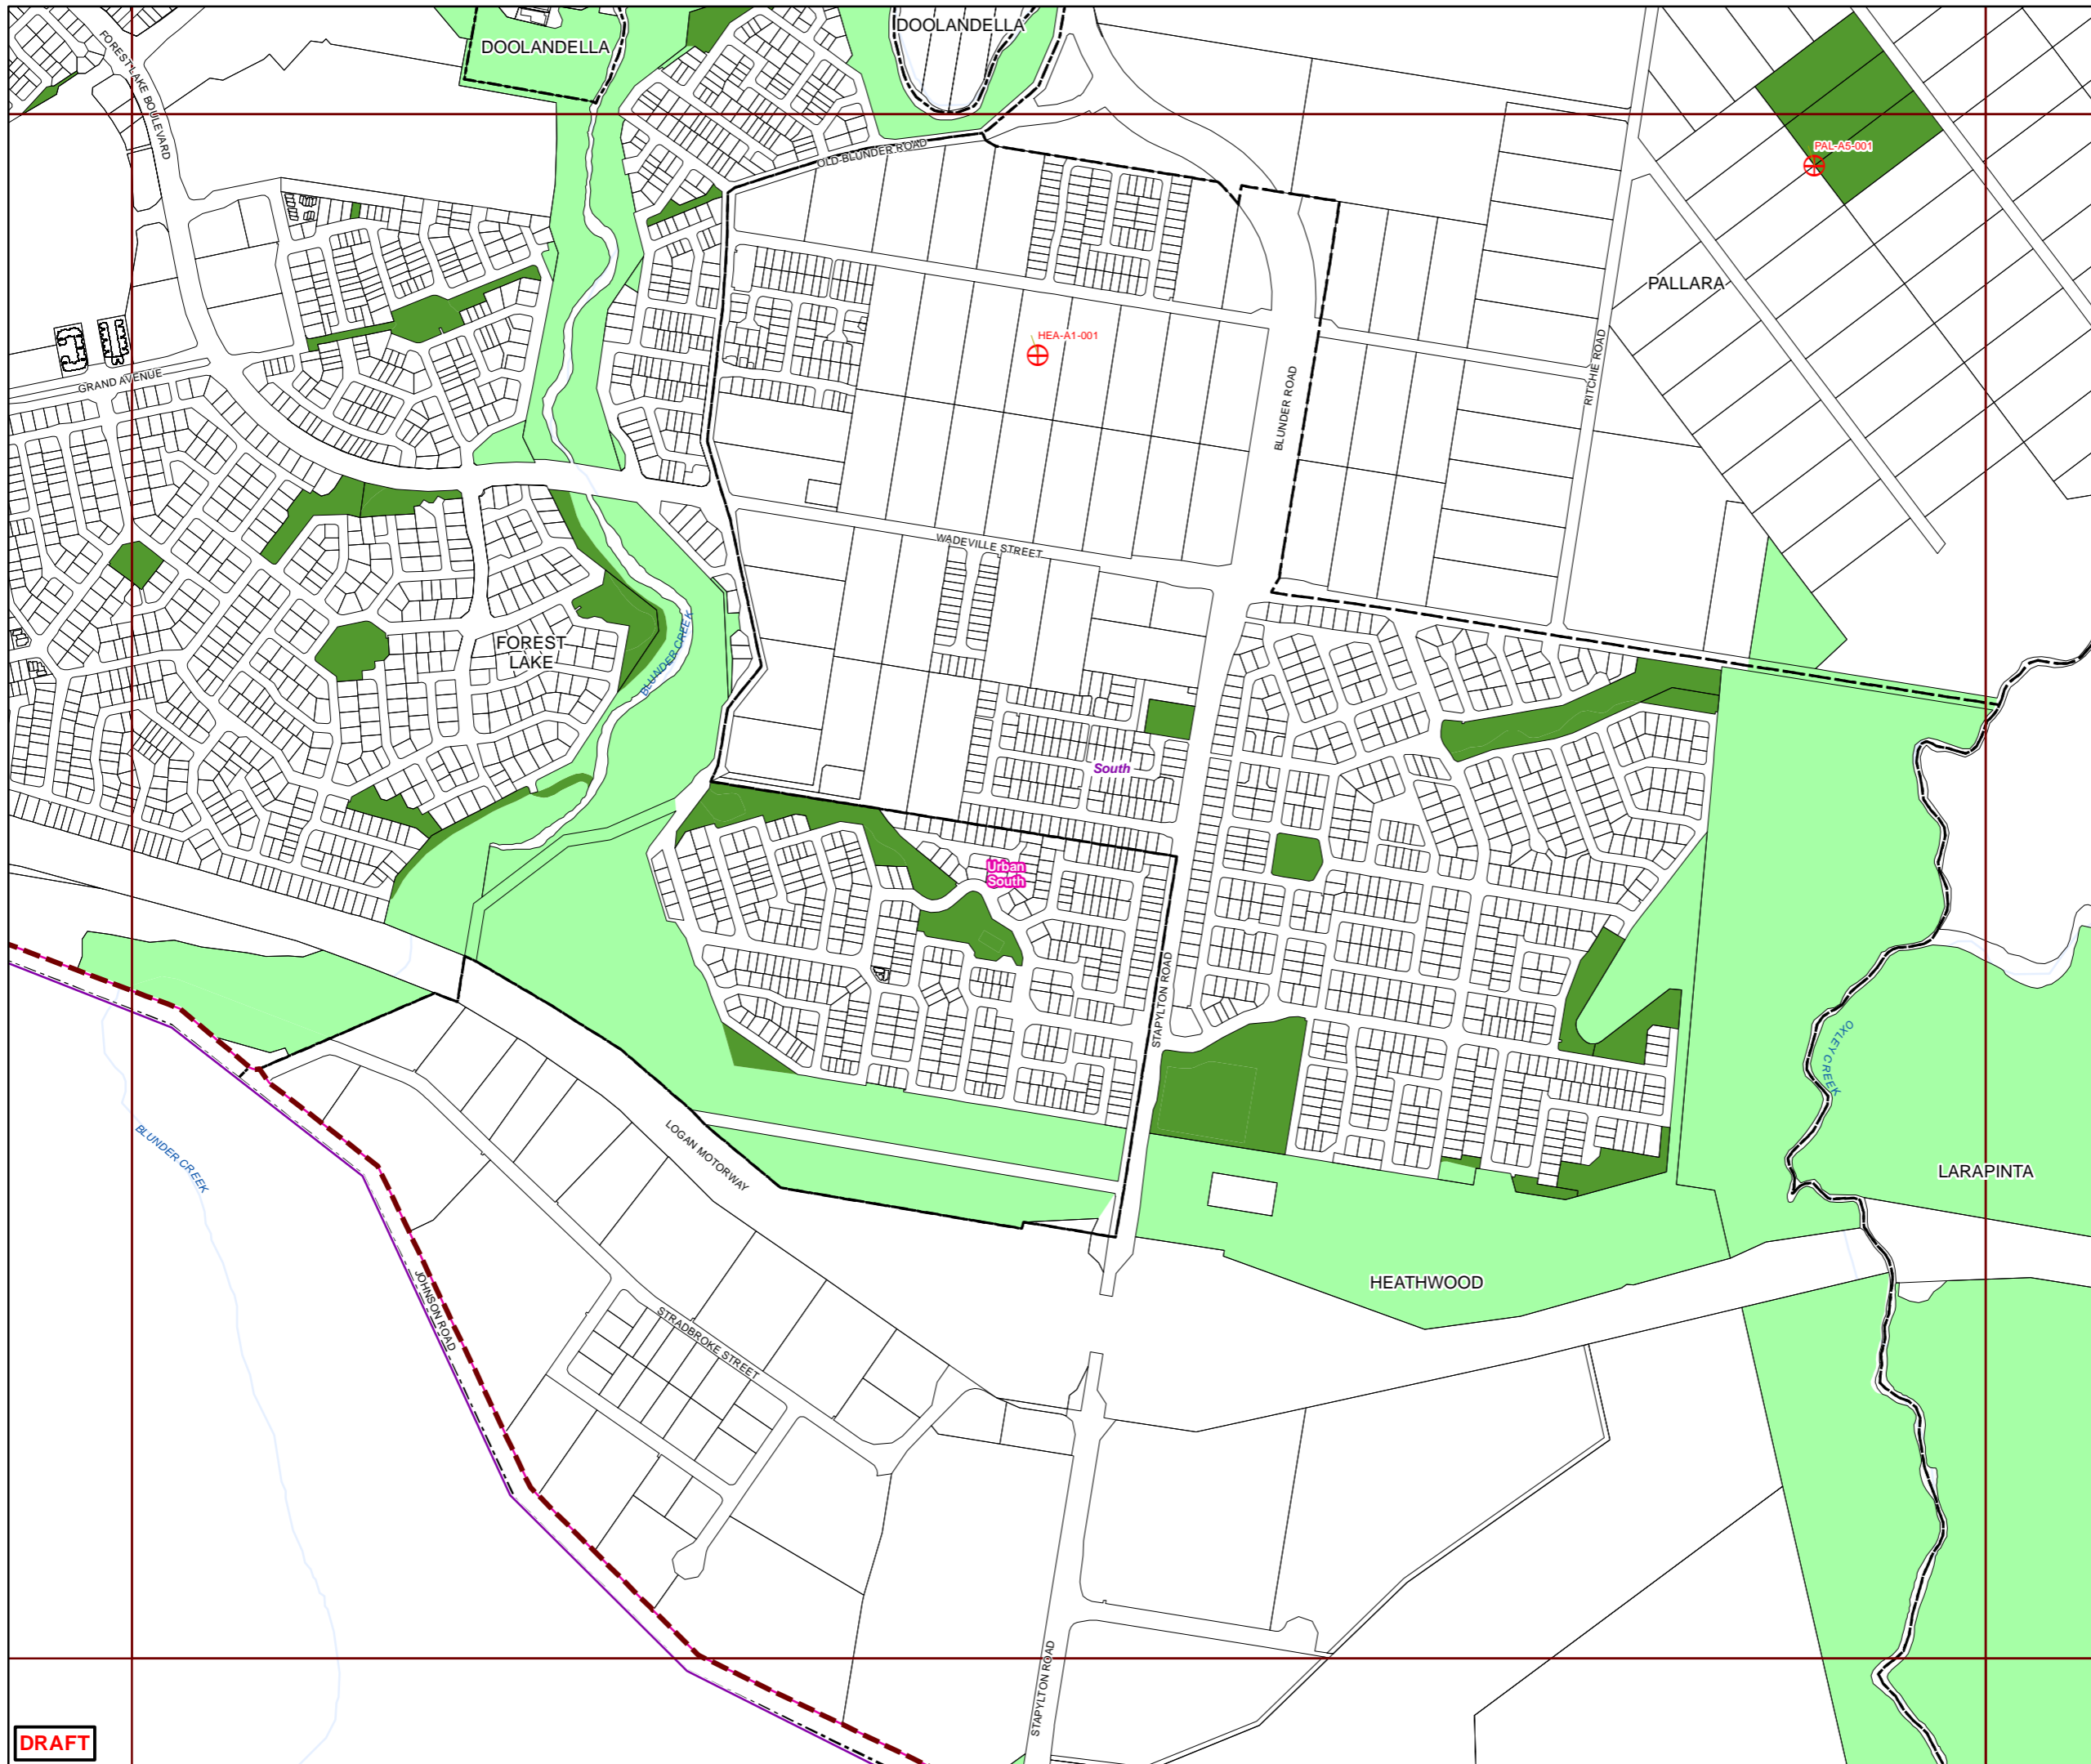 DOOLANDELLA
DOOLANDELLA
FOREST LAKE BOULEVARD
OLD BLUNDER ROAD
PAL-A5-001
PALLARA
HEA-A1-001
GRAND AVENUE
BLUNDER ROAD
RITCHIE ROAD
WADEVILLE STREET
FOREST
LAKE
BLUNDER CREEK
South
Urban
South
STAPYLTON ROAD
OXLEY CREEK
BLUNDER CREEK
LOGAN MOTORWAY
LARAPINTA
HEATHWOOD
JOHNSON ROAD
STRADBROKE STREET
STAPYLTON ROAD
DRAFT